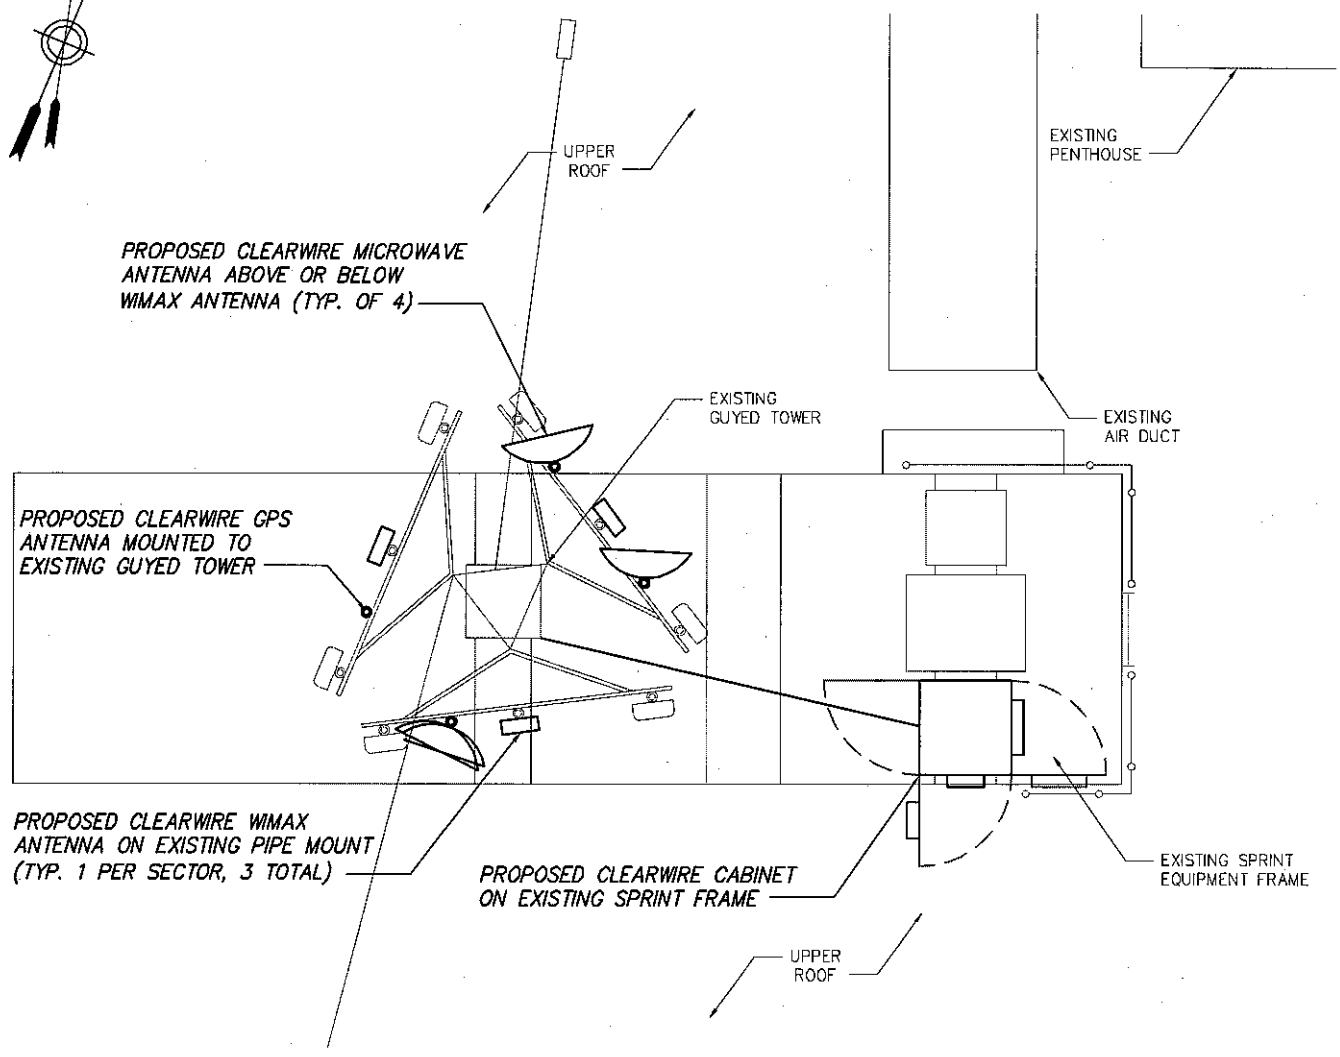 UPPER
ROOF
EXISTING
PENTHOUSE
PROPOSED CLEARWIRE MICROWAVE
ANTENNA ABOVE OR BELOW
WIMAX ANTENNA (TYP. OF 4)
EXISTING
GUYED TOWER
EXISTING
AIR DUCT
PROPOSED CLEARWIRE GPS
ANTENNA MOUNTED TO
EXISTING GUYED TOWER
PROPOSED CLEARWIRE WIMAX
ANTENNA ON EXISTING PIPE MOUNT
(TYP. 1 PER SECTOR, 3 TOTAL)
PROPOSED CLEARWIRE CABINET
ON EXISTING SPRINT FRAME
EXISTING SPRINT
EQUIPMENT FRAME
UPPER
ROOF